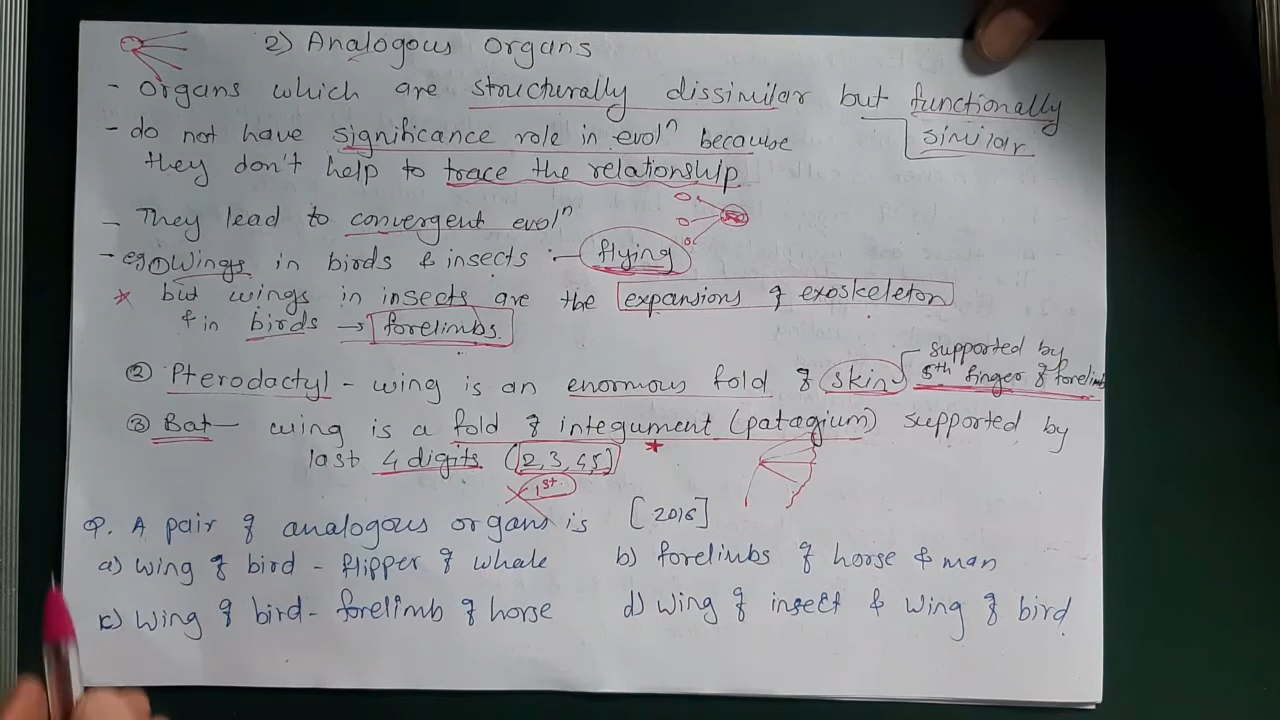 2) Analogous organs
- organs which are structurally dissimilar but functionally similar
- do not have significance role in evolⁿ because
they don't help to trace the relationship
- They lead to convergent evolⁿ
- eg ① Wings in birds & insects :- flying
* but wings in insects are the expansions of exoskeleton
& in birds → forelimbs.
② Pterodactyl - wing is an enormous fold of skin supported by 5th finger of forelimb
③ Bat - wing is a fold of integument (patagium) supported by
last 4 digits (2,3,4,5) *
× 1st.
Q. A pair of analogous organs is [2016]
a) wing of bird - flipper of whale b) forelimbs of horse & man
c) wing of bird - forelimb of horse d) wing of insect & wing of bird